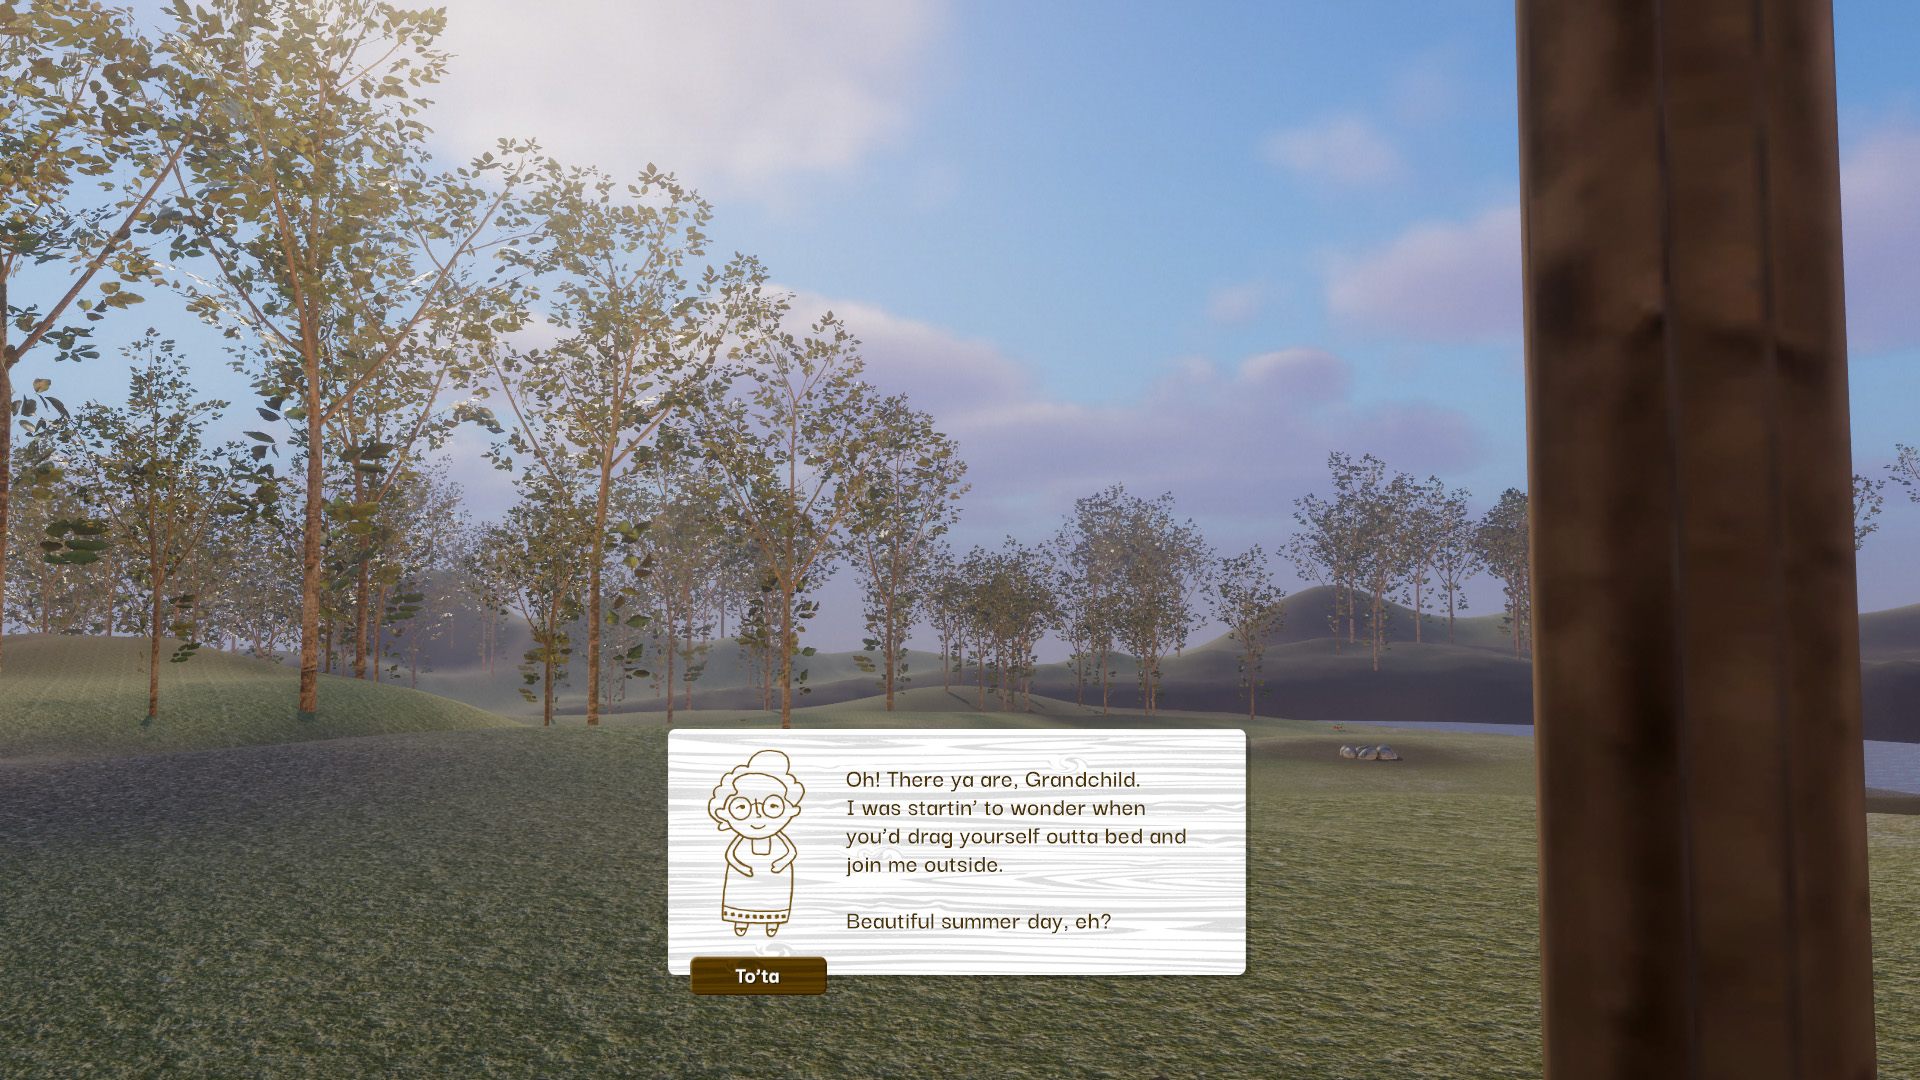 Oh! There ya are, Grandchild.
I was startin’ to wonder when
you’d drag yourself outta bed and
join me outside.
Beautiful summer day, eh?
To’ta